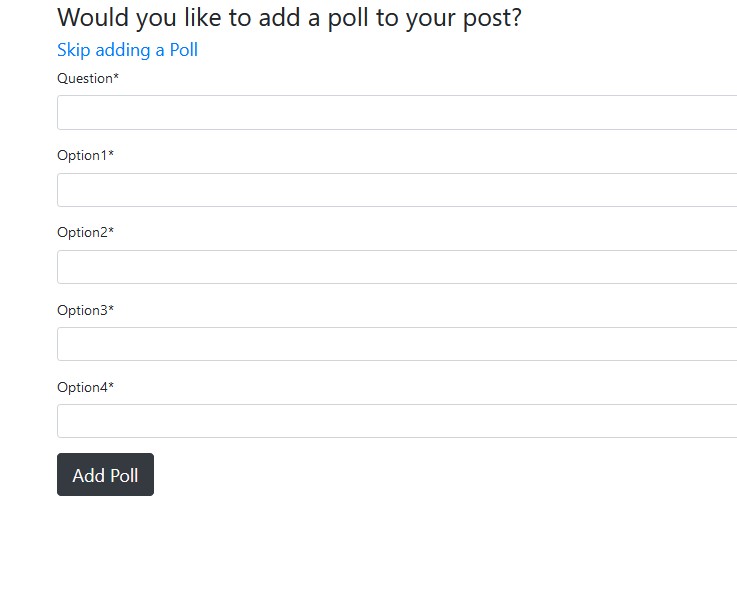 Would you like to add a poll to your post?
Skip adding a Poll
Question*
Option1*
Option2*
Option3*
Option4*
Add Poll